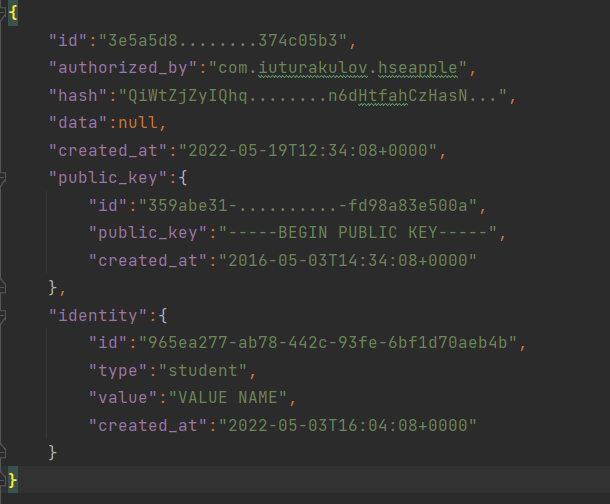 {
"id":"3e5a5d8........374c05b3",
"authorized_by":"com.iuturakulov.hseapple",
"hash":"QiWtZjZyIQhq........n6dHtfahCzHasN...",
"data":null,
"created_at":"2022-05-19T12:34:08+0000",
"public_key":{
"id":"359abe31-..........-fd98a83e500a",
"public_key":"-----BEGIN PUBLIC KEY-----",
"created_at":"2016-05-03T14:34:08+0000"
},
"identity":{
"id":"965ea277-ab78-442c-93fe-6bf1d70aeb4b",
"type":"student",
"value":"VALUE NAME",
"created_at":"2022-05-03T16:04:08+0000"
}
}